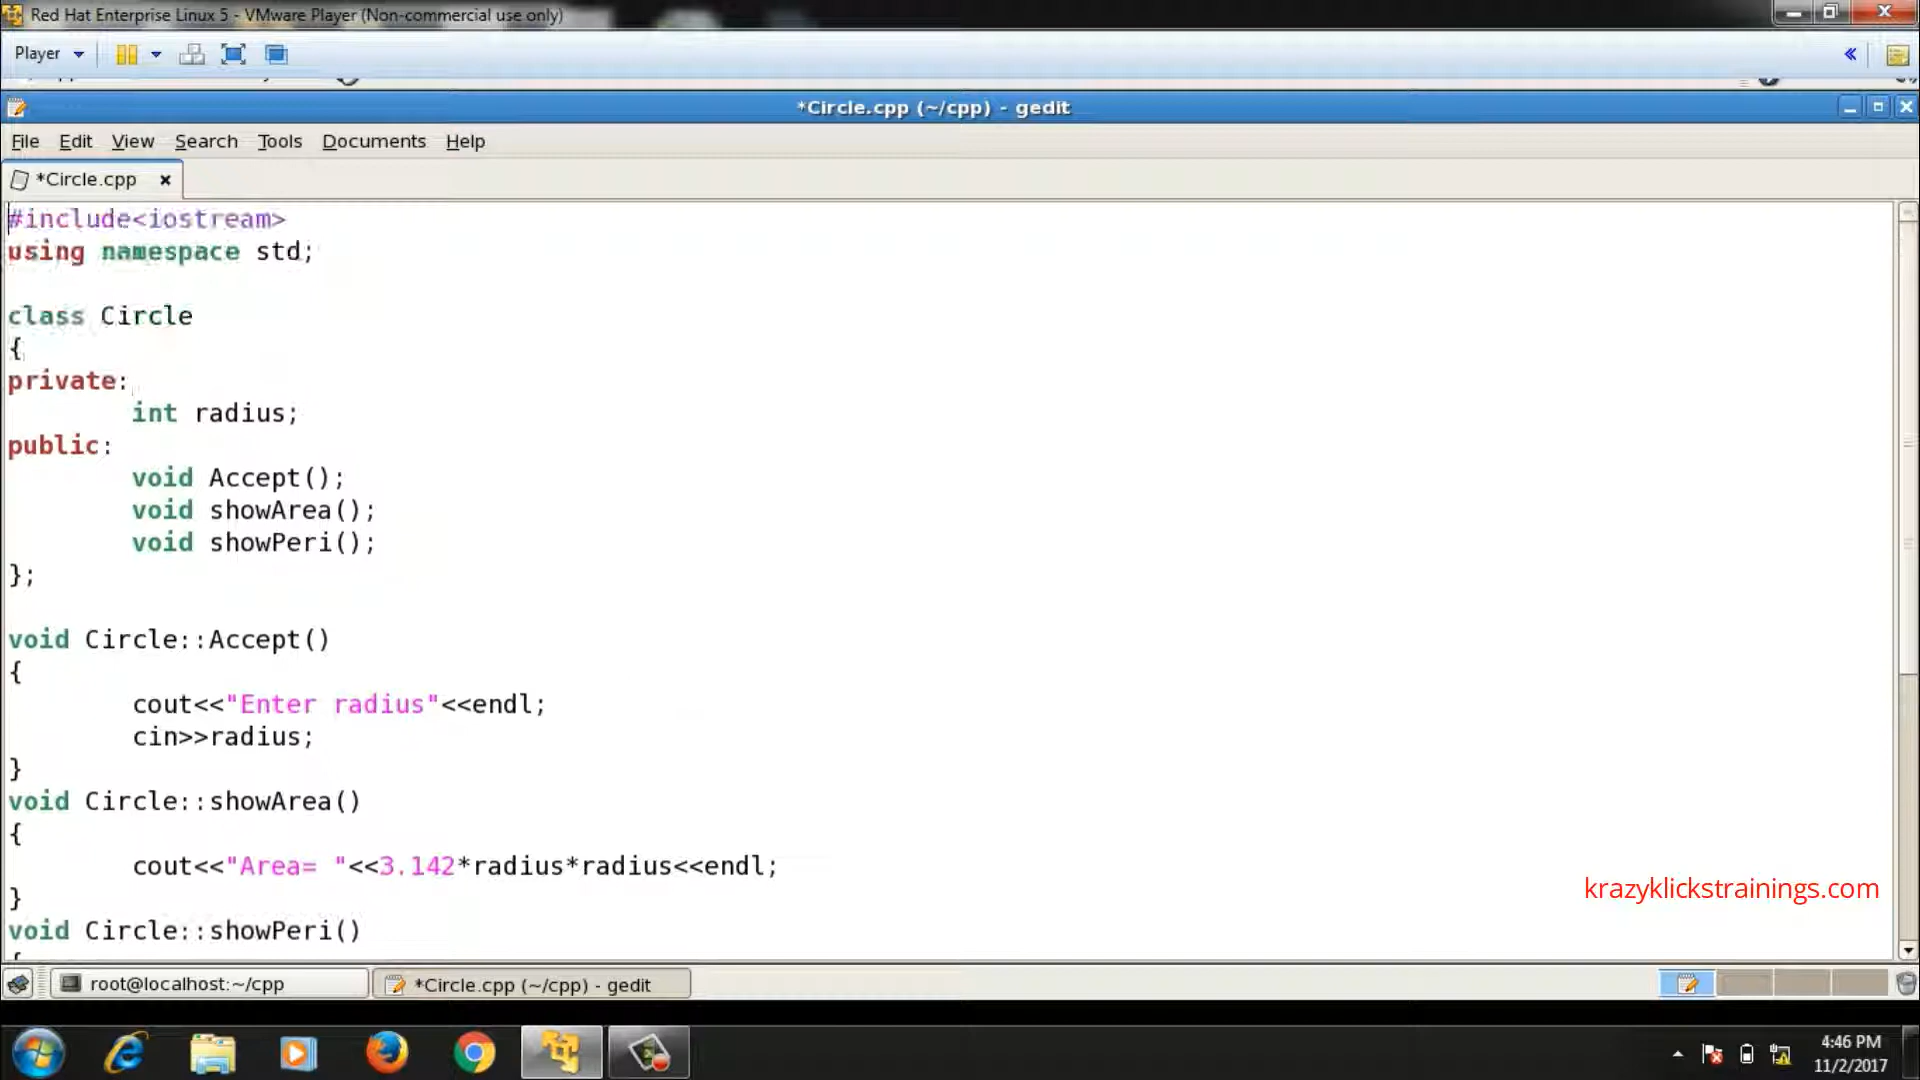 Red Hat Enterprise Linux 5 - VMware Player (Non-commercial use only)
Player
*Circle.cpp (~/cpp) - gedit
File Edit View Search Tools Documents Help
*Circle.cpp
#include<iostream>
using namespace std;
class Circle
{
private:
int radius;
public:
void Accept();
void showArea();
void showPeri();
};
void Circle::Accept()
{
cout<<"Enter radius"<<endl;
cin>>radius;
}
void Circle::showArea()
{
cout<<"Area= "<<3.142*radius*radius<<endl;
}
void Circle::showPeri()
krazyklickstrainings.com
root@localhost:~/cpp
*Circle.cpp (~/cpp) - gedit
4:46 PM
11/2/2017